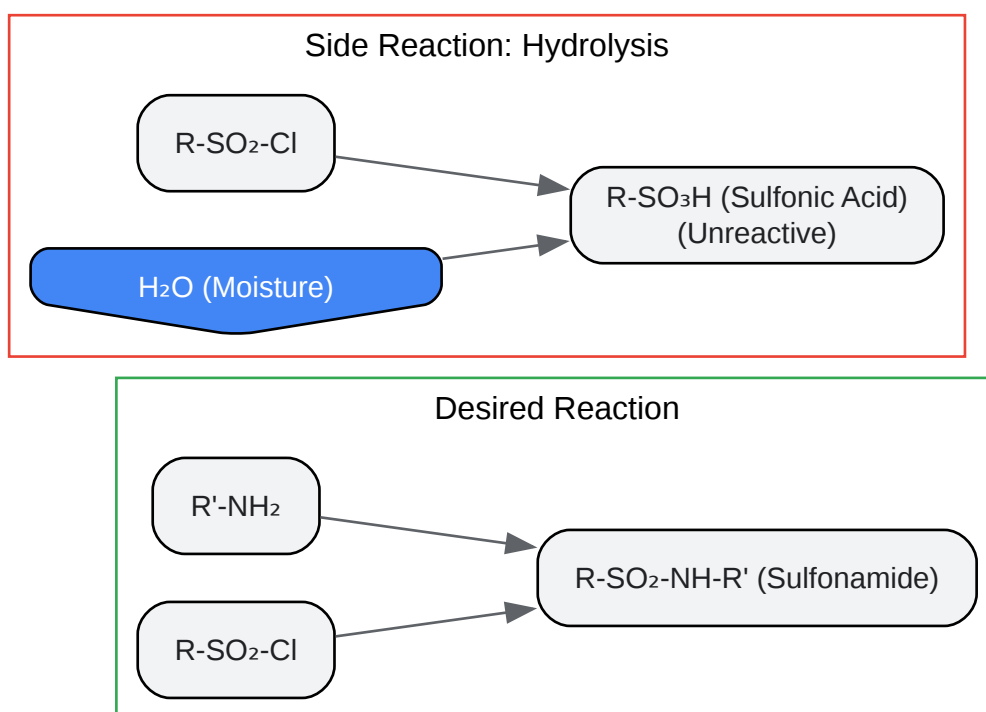 Side Reaction: Hydrolysis
R-SO₂-Cl
R-SO₃H (Sulfonic Acid)
(Unreactive)
H₂O (Moisture)
Desired Reaction
R'-NH₂
R-SO₂-NH-R' (Sulfonamide)
R-SO₂-Cl